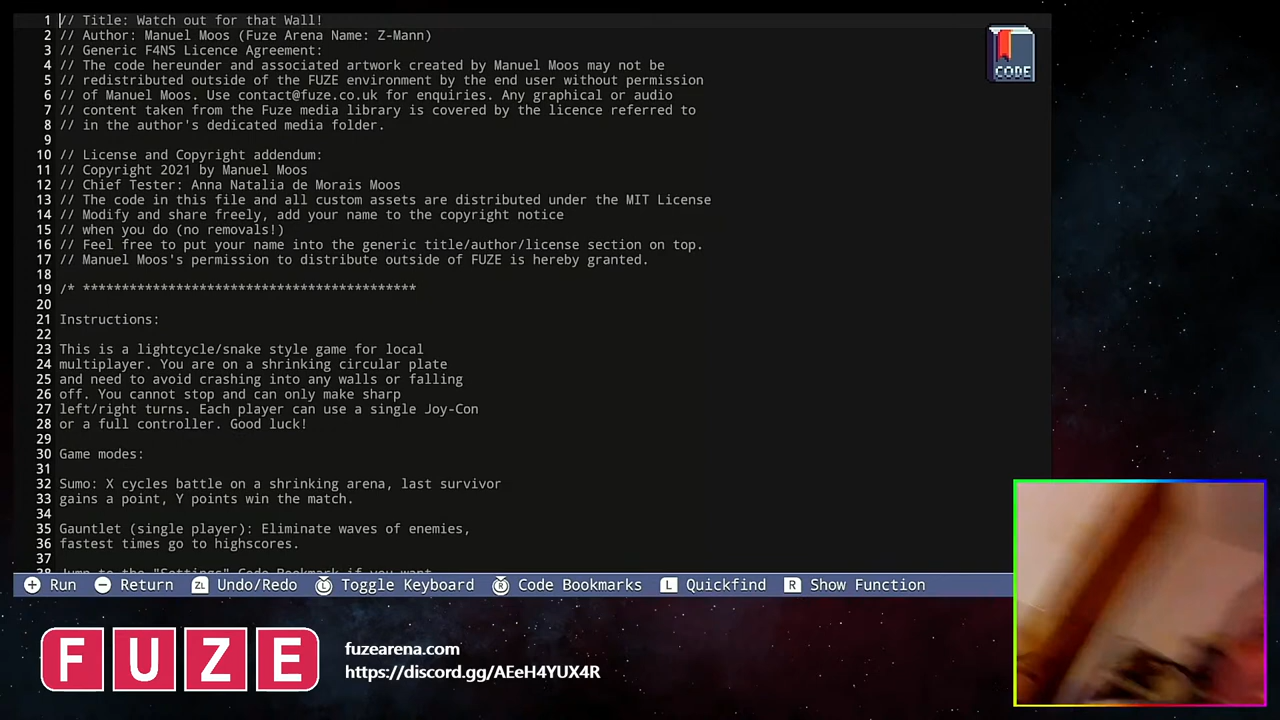 1 // Title: Watch out for that Wall!
2 // Author: Manuel Moos (Fuze Arena Name: Z-Mann)
3 // Generic F4NS Licence Agreement:
4 // The code hereunder and associated artwork created by Manuel Moos may not be
5 // redistributed outside of the FUZE environment by the end user without permission
6 // of Manuel Moos. Use contact@fuze.co.uk for enquiries. Any graphical or audio
7 // content taken from the Fuze media library is covered by the licence referred to
8 // in the author's dedicated media folder.
9
10 // License and Copyright addendum:
11 // Copyright 2021 by Manuel Moos
12 // Chief Tester: Anna Natalia de Morais Moos
13 // The code in this file and all custom assets are distributed under the MIT License
14 // Modify and share freely, add your name to the copyright notice
15 // when you do (no removals!)
16 // Feel free to put your name into the generic title/author/license section on top.
17 // Manuel Moos's permission to distribute outside of FUZE is hereby granted.
18
19 /* *******************************************
20
21 Instructions:
22
23 This is a lightcycle/snake style game for local
24 multiplayer. You are on a shrinking circular plate
25 and need to avoid crashing into any walls or falling
26 off. You cannot stop and can only make sharp
27 left/right turns. Each player can use a single Joy-Con
28 or a full controller. Good luck!
29
30 Game modes:
31
32 Sumo: X cycles battle on a shrinking arena, last survivor
33 gains a point, Y points win the match.
34
35 Gauntlet (single player): Eliminate waves of enemies,
36 fastest times go to highscores.
37
38 Jump to the "Settings" Code Bookmark if you want
CODE
+ Run - Return ZL Undo/Redo L Toggle Keyboard R Code Bookmarks L Quickfind R Show Function
FUZE
fuzearena.com
https://discord.gg/AEeH4YUX4R